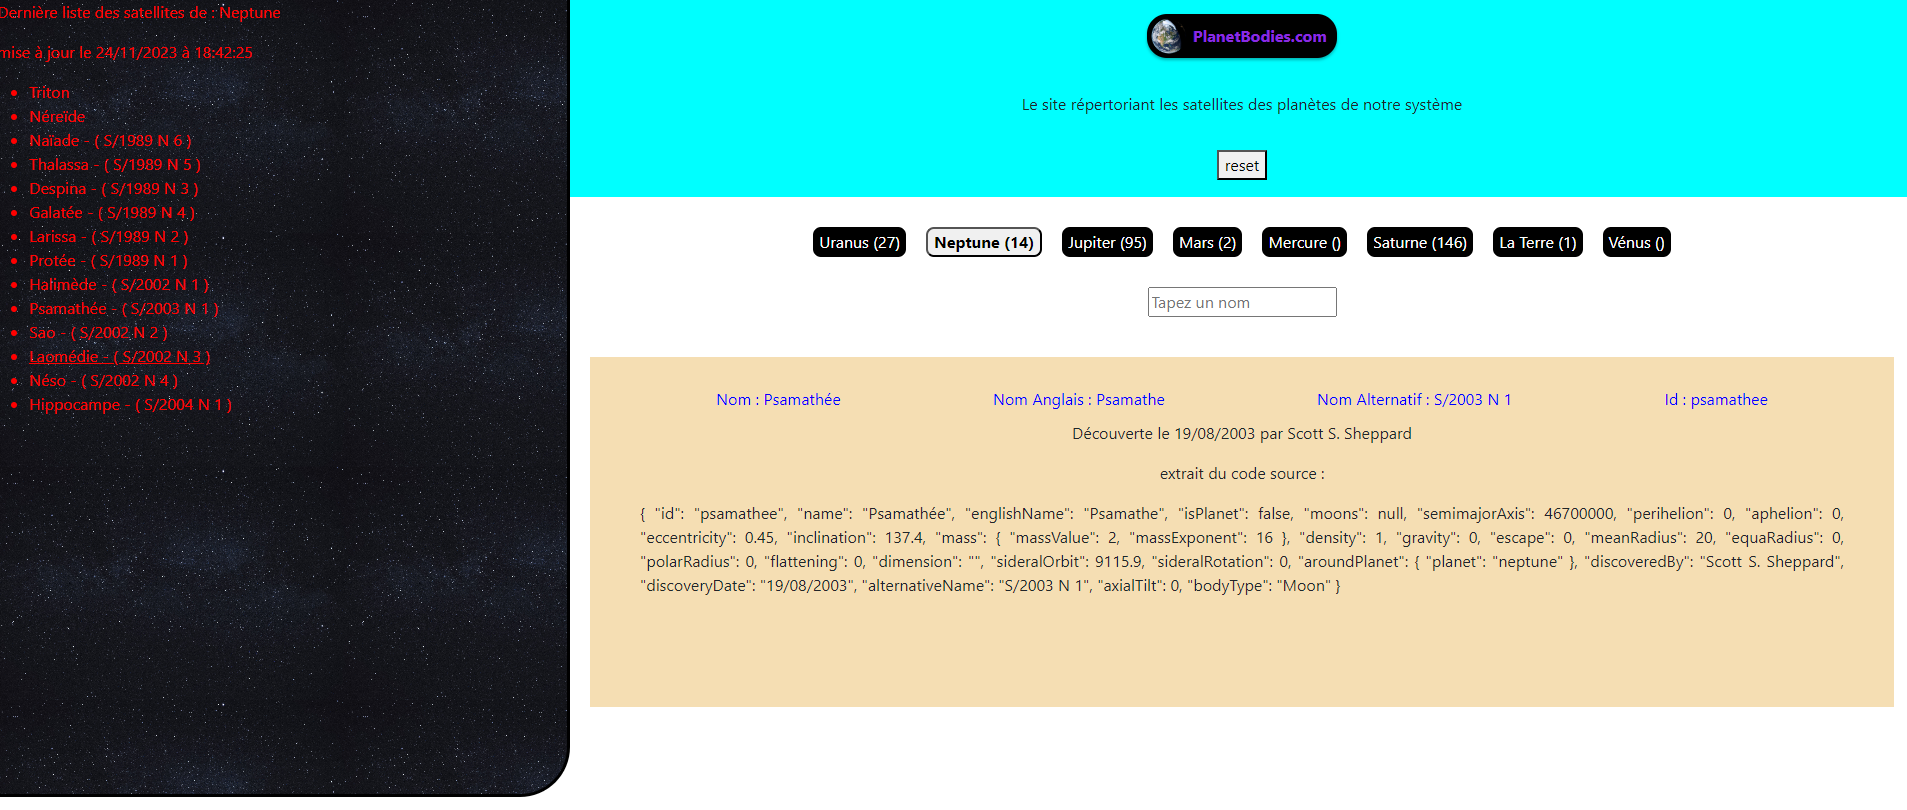 Dernière liste des satellites de : Neptune
mise à jour le 24/11/2023 à 18:42:25
Triton
Néreïde
Naïade - ( S/1989 N 6 )
Thalassa - ( S/1989 N 5 )
Despina - ( S/1989 N 3 )
Galatée - ( S/1989 N 4 )
Larissa - ( S/1989 N 2 )
Protée - ( S/1989 N 1 )
Halimède - ( S/2002 N 1 )
Psamathée - ( S/2003 N 1 )
Sao - ( S/2002 N 2 )
Laomédie - ( S/2002 N 3 )
Néso - ( S/2002 N 4 )
Hippocampe - ( S/2004 N 1 )
PlanetBodies.com
Le site répertoriant les satellites des planètes de notre système
reset
Uranus (27) Neptune (14) Jupiter (95) Mars (2) Mercure () Saturne (146) La Terre (1) Vénus ()
Tapez un nom
Nom : Psamathée Nom Anglais : Psamathe Nom Alternatif : S/2003 N 1 Id : psamathee
Découverte le 19/08/2003 par Scott S. Sheppard
extrait du code source :
{ "id": "psamathee", "name": "Psamathée", "englishName": "Psamathe", "isPlanet": false, "moons": null, "semimajorAxis": 46700000, "perihelion": 0, "aphelion": 0,
"eccentricity": 0.45, "inclination": 137.4, "mass": { "massValue": 2, "massExponent": 16 }, "density": 1, "gravity": 0, "escape": 0, "meanRadius": 20, "equaRadius": 0,
"polarRadius": 0, "flattening": 0, "dimension": "", "sideralOrbit": 9115.9, "sideralRotation": 0, "aroundPlanet": { "planet": "neptune" }, "discoveredBy": "Scott S. Sheppard",
"discoveryDate": "19/08/2003", "alternativeName": "S/2003 N 1", "axialTilt": 0, "bodyType": "Moon" }